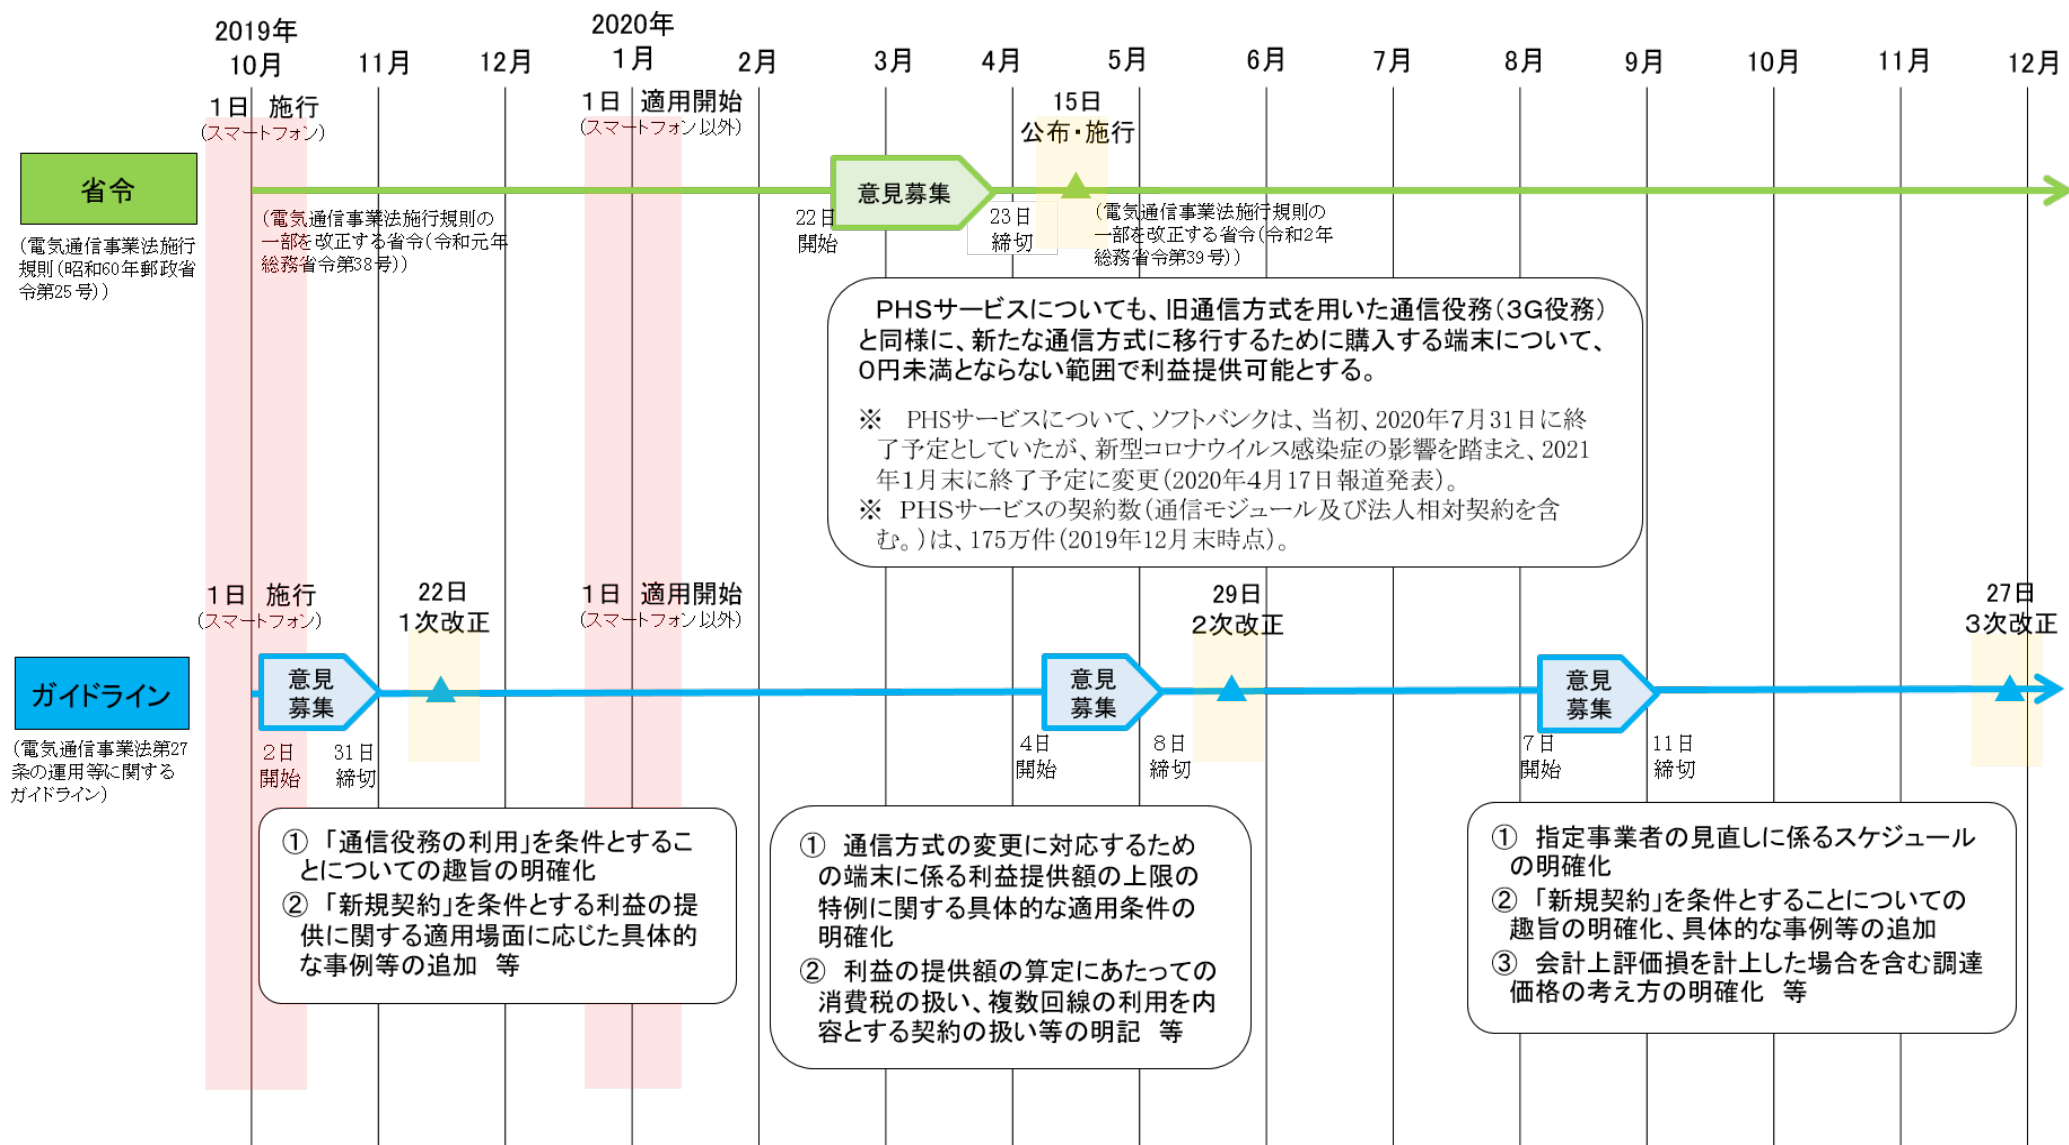 2019年
10月
11月
12月
2020年
1月
2月
3月
4月
5月
6月
7月
8月
9月
10月
11月
12月
1日 施行
(スマートフォン)
1日 適用開始
(スマートフォン以外)
15日
公布・施行
省令
意見募集
22日
開始
23日
締切
(電気通信事業法施行
規則(昭和60年郵政省
令第25号))
(電気通信事業法施行規則の
一部を改正する省令(令和元年
総務省令第38号))
(電気通信事業法施行規則の
一部を改正する省令(令和2年
総務省令第39号))
PHSサービスについても、旧通信方式を用いた通信役務(3G役務)
と同様に、新たな通信方式に移行するために購入する端末について、
0円未満とならない範囲で利益提供可能とする。
※ PHSサービスについて、ソフトバンクは、当初、2020年7月31日に終
了予定としていたが、新型コロナウイルス感染症の影響を踏まえ、2021
年1月末に終了予定に変更(2020年4月17日報道発表)。
※ PHSサービスの契約数(通信モジュール及び法人相対契約を含
む。)は、175万件(2019年12月末時点)。
1日 施行
(スマートフォン)
22日
1次改正
1日 適用開始
(スマートフォン以外)
29日
2次改正
27日
3次改正
ガイドライン
意見
募集
意見
募集
意見
募集
(電気通信事業法第27
条の運用等に関する
ガイドライン)
2日
開始
31日
締切
4日
開始
8日
締切
7日
開始
11日
締切
① 「通信役務の利用」を条件とするこ
とについての趣旨の明確化
② 「新規契約」を条件とする利益の提
供に関する適用場面に応じた具体的
な事例等の追加 等
① 通信方式の変更に対応するため
の端末に係る利益提供額の上限の
特例に関する具体的な適用条件の
明確化
② 利益の提供額の算定にあたっての
消費税の扱い、複数回線の利用を内
容とする契約の扱い等の明記 等
① 指定事業者の見直しに係るスケジュール
の明確化
② 「新規契約」を条件とすることについての
趣旨の明確化、具体的な事例等の追加
③ 会計上評価損を計上した場合を含む調達
価格の考え方の明確化 等